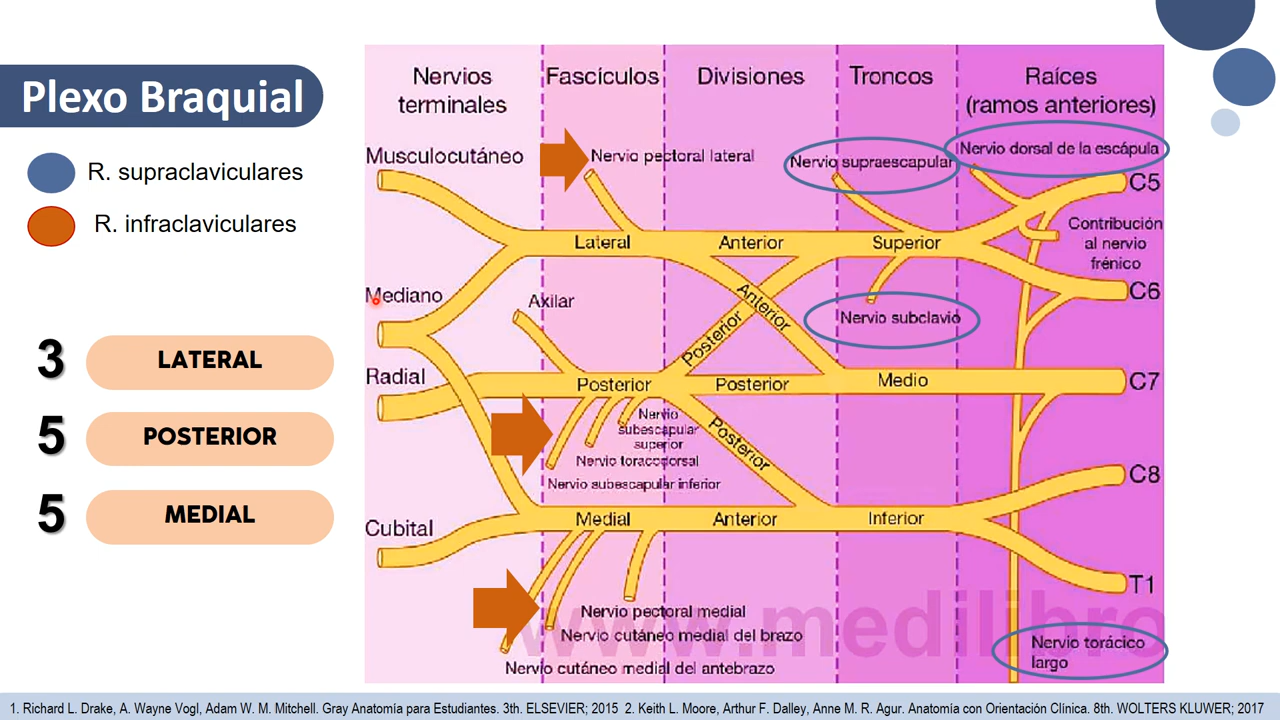 Plexo Braquial
R. supraclaviculares
R. infraclaviculares
3 LATERAL
5 POSTERIOR
5 MEDIAL
Nervios
terminales
Fascículos
Divisiones
Troncos
Raíces
(ramos anteriores)
Musculocutáneo
Nervio pectoral lateral
Nervio supraescapular
Nervio dorsal de la escápula
C5
Contribución
al nervio
frénico
Lateral
Anterior
Superior
Mediano
Axilar
Anterior
Posterior
Nervio subclavio
C6
Radial
Posterior
Posterior
Medio
C7
Nervio
subescapular
superior
Nervio toracodorsal
Nervio subescapular inferior
Posterior
C8
Cubital
Medial
Anterior
Inferior
T1
Nervio pectoral medial
Nervio cutáneo medial del brazo
Nervio cutáneo medial del antebrazo
Nervio torácico
largo
www.medilibro
1. Richard L. Drake, A. Wayne Vogl, Adam W. M. Mitchell. Gray Anatomía para Estudiantes. 3th. ELSEVIER; 2015 2. Keith L. Moore, Arthur F. Dalley, Anne M. R. Agur. Anatomía con Orientación Clínica. 8th. WOLTERS KLUWER; 2017